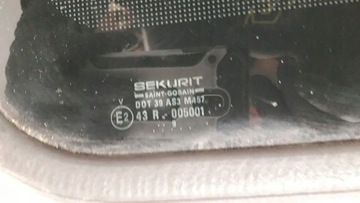 SEKURIT
SAINT-GOBAIN
DOT 39 AS3 M457
V
E2 43 R - 005001